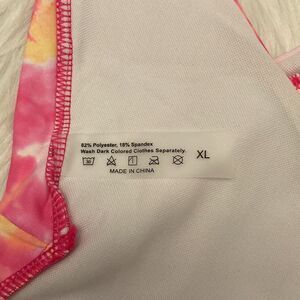 82% Polyester, 18% Spandex
Wash Dark Colored Clothes Separately.
XL
MADE IN CHINA